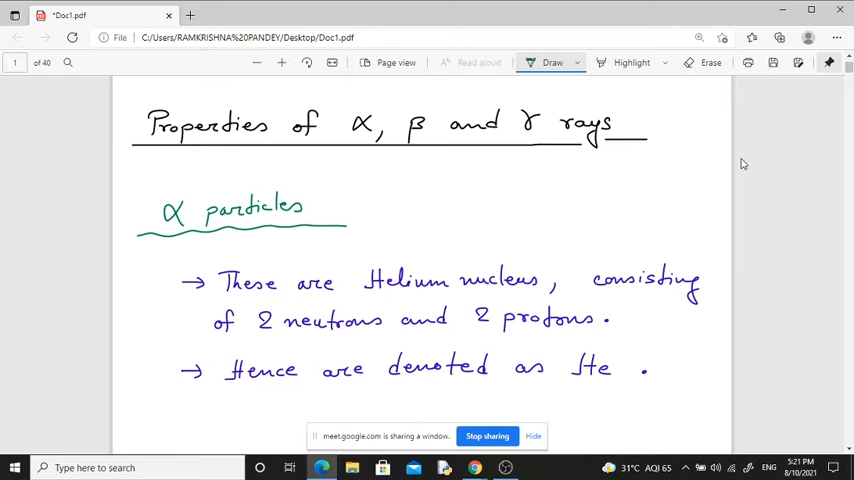 *Doc1.pdf
File C:/Users/RAMKRISHNA%20PANDEY/Desktop/Doc1.pdf
1 of 40 Page view Read aloud Draw Highlight Erase
Properties of α, β and γ rays
α particles
→ These are Helium nucleus, consisting
of 2 neutrons and 2 protons.
→ Hence are denoted as He .
meet.google.com is sharing a window. Stop sharing Hide
Type here to search 31°C AQI 65 ENG 5:21 PM
8/10/2021